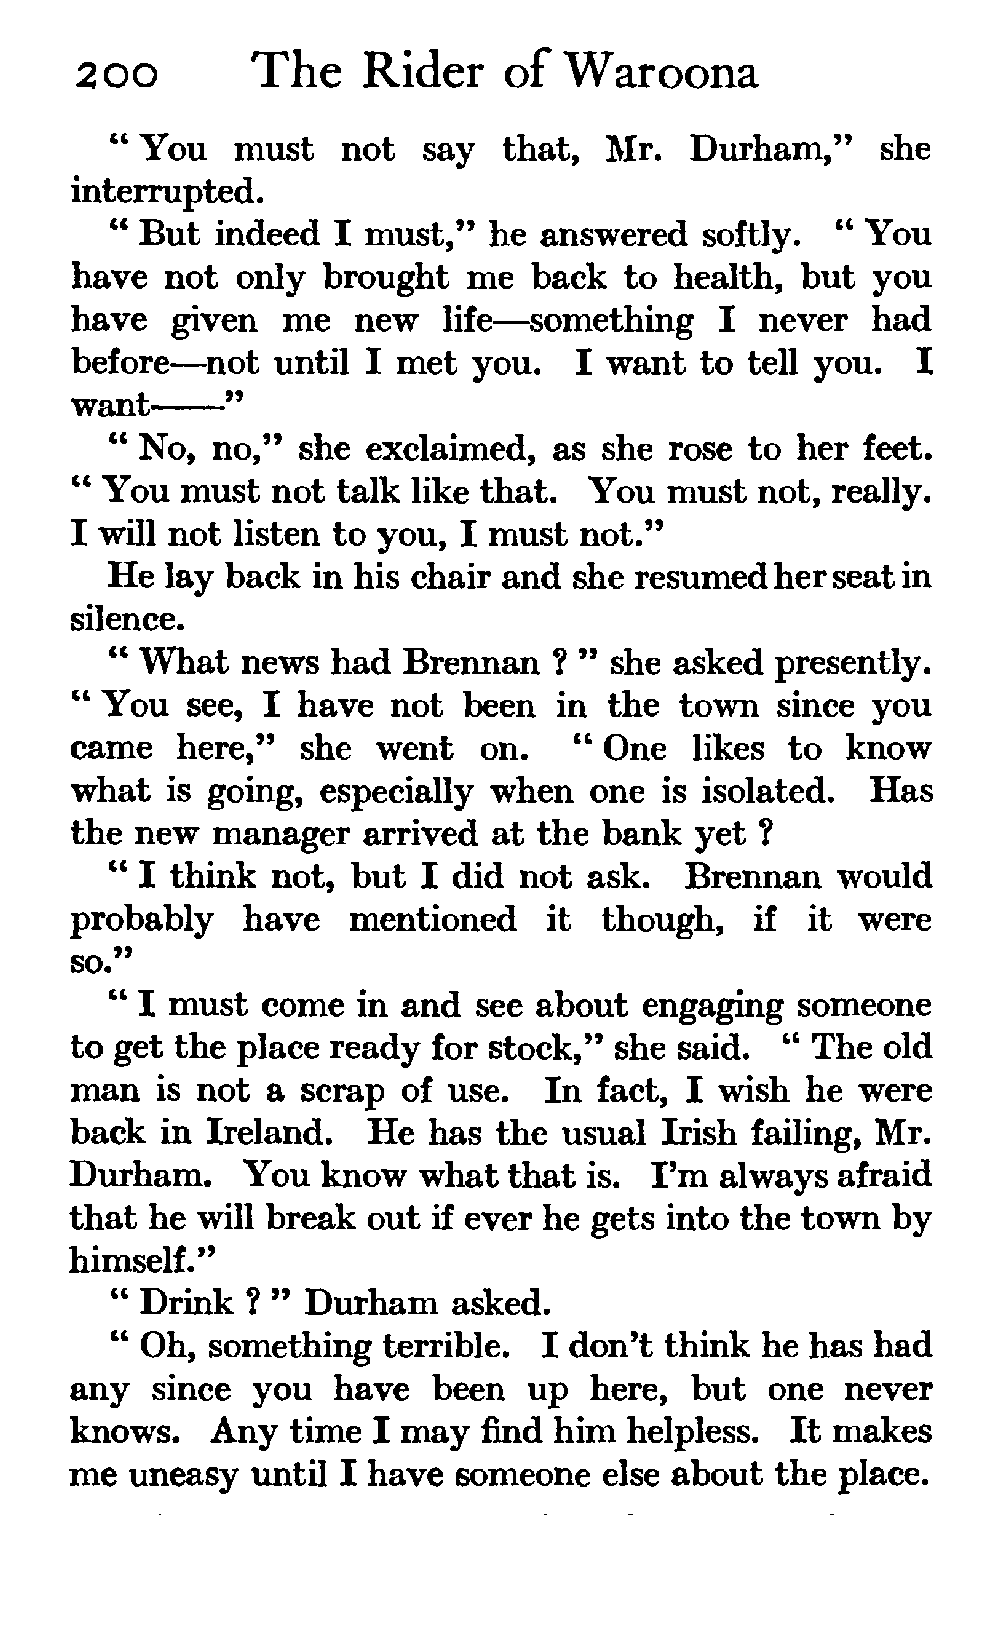 200 The Rider of Waroona
“ You must not say that, Mr. Durham,” she
interrupted.
“ But indeed I must,” he answered softly. “ You
have not only brought me back to health, but you
have given me new life—something I never had
before—not until I met you. I want to tell you. I
want——”
“ No, no,” she exclaimed, as she rose to her feet.
“ You must not talk like that. You must not, really.
I will not listen to you, I must not.”
He lay back in his chair and she resumed her seat in
silence.
“ What news had Brennan ? ” she asked presently.
“ You see, I have not been in the town since you
came here,” she went on. “ One likes to know
what is going, especially when one is isolated. Has
the new manager arrived at the bank yet ?
“ I think not, but I did not ask. Brennan would
probably have mentioned it though, if it were
so.”
“ I must come in and see about engaging someone
to get the place ready for stock,” she said. “ The old
man is not a scrap of use. In fact, I wish he were
back in Ireland. He has the usual Irish failing, Mr.
Durham. You know what that is. I’m always afraid
that he will break out if ever he gets into the town by
himself.”
“ Drink ? ” Durham asked.
“ Oh, something terrible. I don’t think he has had
any since you have been up here, but one never
knows. Any time I may find him helpless. It makes
me uneasy until I have someone else about the place.